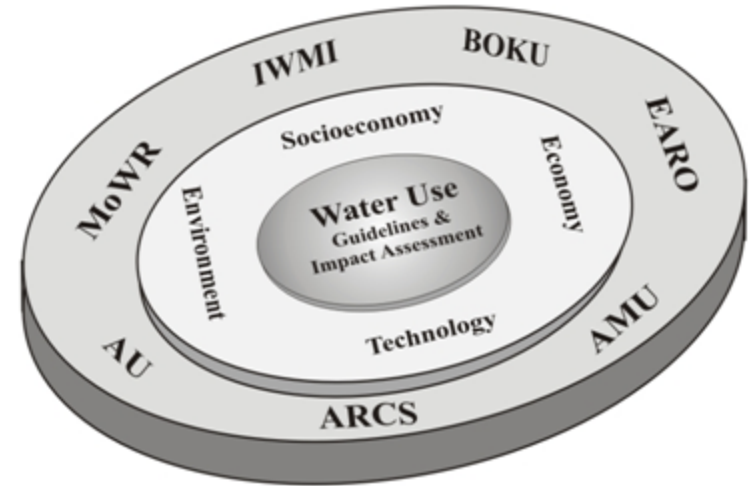 IWMI
BOKU
EARO
AMU
ARCS
AU
MoWR
Socioeconomy
Economy
Technology
Environment
Water Use
Guidelines &
Impact Assessment